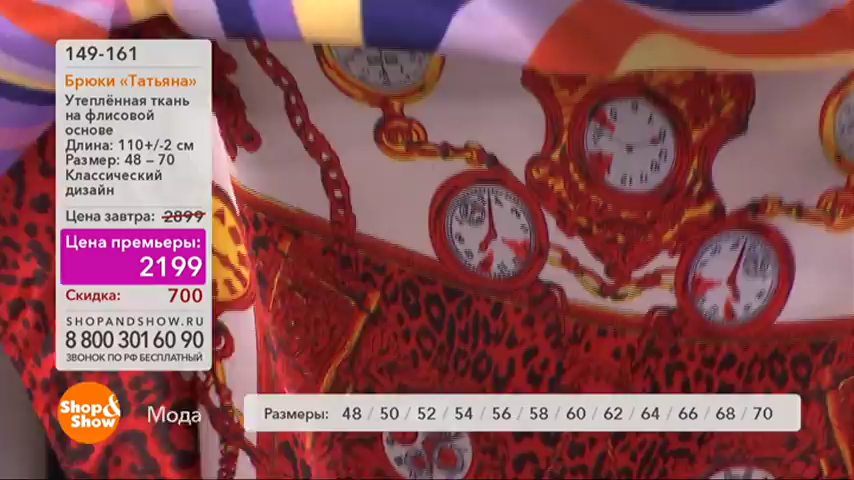 149-161
Брюки «Татьяна»
Утеплённая ткань
на флисовой
основе
Длина: 110+/-2 см
Размер: 48 – 70
Классический
дизайн
Цена завтра: 2899
Цена премьеры:
2199
Скидка: 700
SHOPANDSHOW.RU
8 800 301 60 90
ЗВОНОК ПО РФ БЕСПЛАТНЫЙ
Shop&
Show
Мода
Размеры: 48 / 50 / 52 / 54 / 56 / 58 / 60 / 62 / 64 / 66 / 68 / 70